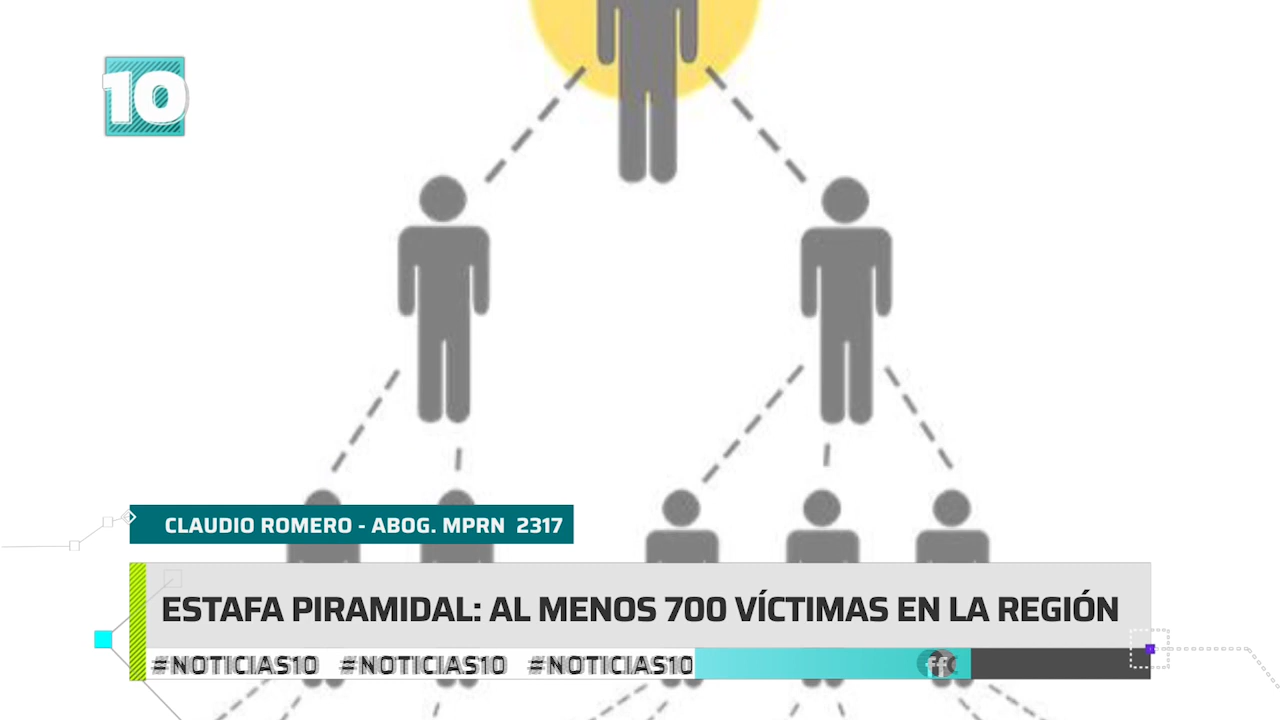 10
CLAUDIO ROMERO - ABOG. MPRN 2317
ESTAFA PIRAMIDAL: AL MENOS 700 VÍCTIMAS EN LA REGIÓN
#NOTICIAS10 #NOTICIAS10 #NOTICIAS10